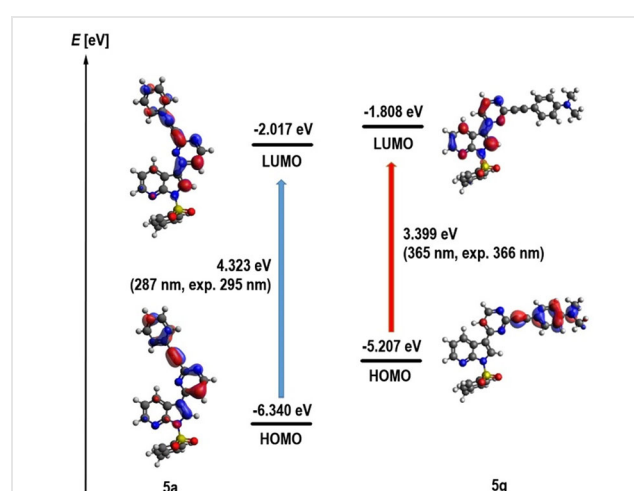 E [eV]
-2.017 eV
LUMO
-1.808 eV
LUMO
4.323 eV
(287 nm, exp. 295 nm)
3.399 eV
(365 nm, exp. 366 nm)
-6.340 eV
HOMO
-5.207 eV
HOMO
5a
5q